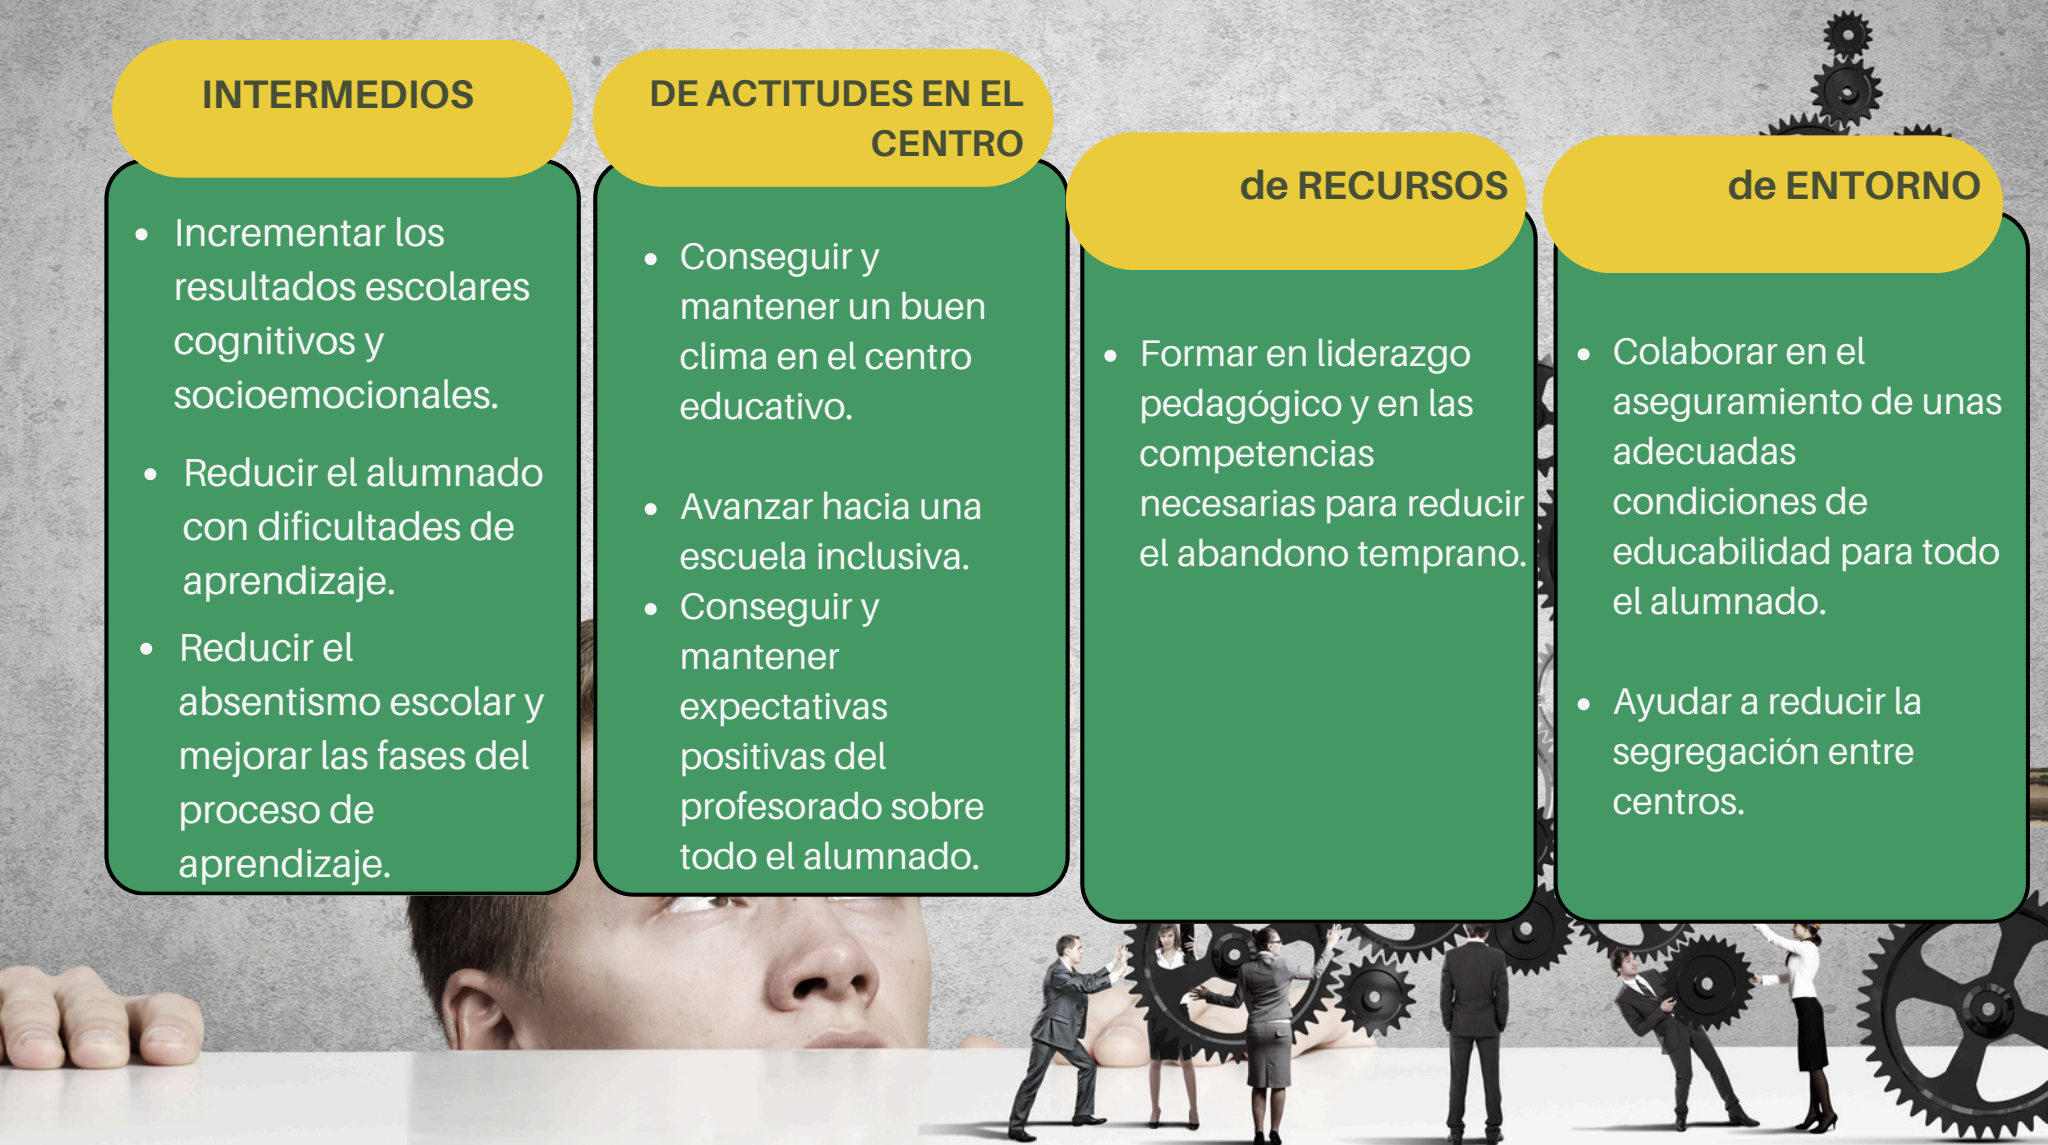 INTERMEDIOS
• Incrementar los
resultados escolares
cognitivos y
socioemocionales.
• Reducir el alumnado
con dificultades de
aprendizaje.
• Reducir el
absentismo escolar y
mejorar las fases del
proceso de
aprendizaje.
DE ACTITUDES EN EL
CENTRO
• Conseguir y
mantener un buen
clima en el centro
educativo.
• Avanzar hacia una
escuela inclusiva.
• Conseguir y
mantener
expectativas
positivas del
profesorado sobre
todo el alumnado.
de RECURSOS
• Formar en liderazgo
pedagógico y en las
competencias
necesarias para reducir
el abandono temprano.
de ENTORNO
• Colaborar en el
aseguramiento de unas
adecuadas
condiciones de
educabilidad para todo
el alumnado.
• Ayudar a reducir la
segregación entre
centros.